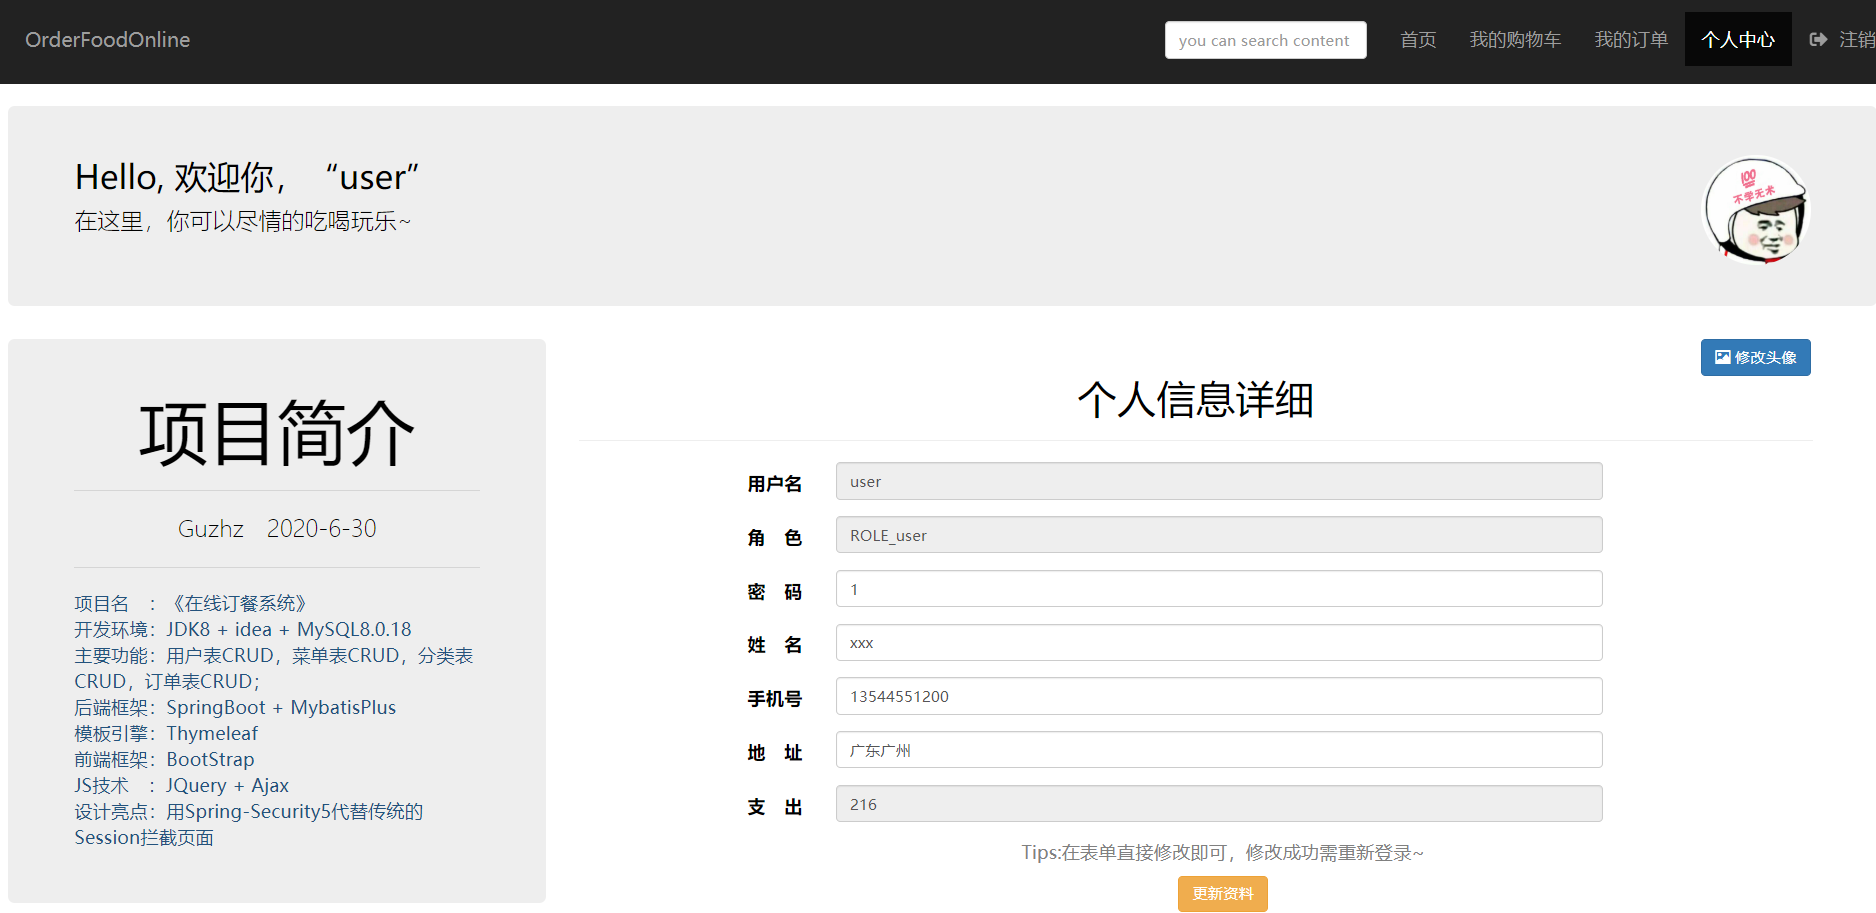 OrderFoodOnline
you can search content
首页
我的购物车
我的订单
个人中心
注销
Hello, 欢迎你， “user”
在这里，你可以尽情的吃喝玩乐~
100
不学无术
修改头像
项目简介
Guzhz 2020-6-30
项目名 ：《在线订餐系统》
开发环境：JDK8 + idea + MySQL8.0.18
主要功能：用户表CRUD，菜单表CRUD，分类表
CRUD，订单表CRUD；
后端框架：SpringBoot + MybatisPlus
模板引擎：Thymeleaf
前端框架：BootStrap
JS技术 ：JQuery + Ajax
设计亮点：用Spring-Security5代替传统的
Session拦截页面
个人信息详细
用户名 user
角 色 ROLE_user
密 码 1
姓 名 xxx
手机号 13544551200
地 址 广东广州
支 出 216
Tips:在表单直接修改即可，修改成功需重新登录~
更新资料